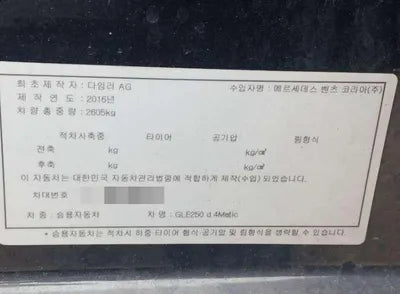 최초제작자 : 다임러 AG 수입자명 : 메르세데스 벤츠 코리아(주)
제작연도 : 2016년
차량총중량 : 2605kg
적차시축중 타이어 공기압 림형식
전축 kg kg/㎠
후축 kg kg/㎠
이 자동차는 대한민국 자동차관리법령에 적합하게 제작(수입) 되었습니다.
차대번호
차종 : 승용자동차 차명 : GLE250 d 4Matic
* 승용자동차는 적차시 하중·타이어 형식·공기압 및 림형식을 생략할 수 있습니다.